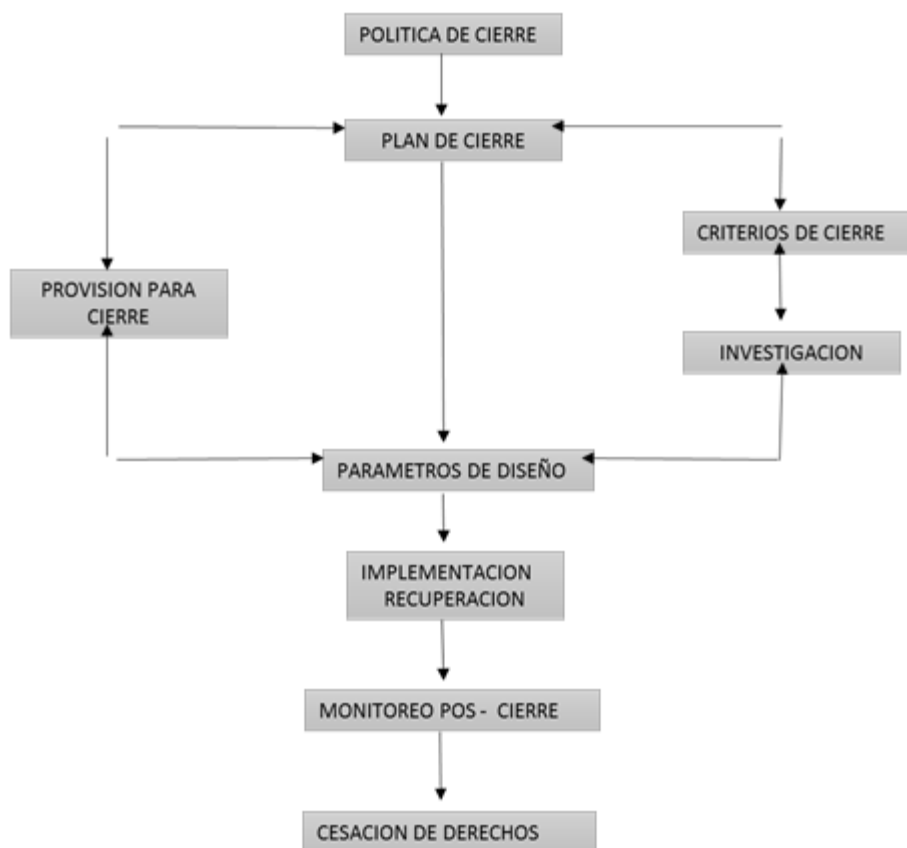 POLITICA DE CIERRE
PLAN DE CIERRE
CRITERIOS DE CIERRE
PROVISION PARA
CIERRE
INVESTIGACION
PARAMETROS DE DISEÑO
IMPLEMENTACION
RECUPERACION
MONITOREO POS - CIERRE
CESACION DE DERECHOS